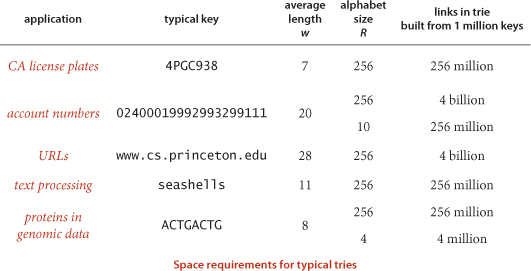 application typical key average length w alphabet size R links in trie built from 1 million keys
CA license plates 4PGC938 7 256 256 million
account numbers 02400019992993299111 20 256 4 billion
10 256 million
URLs www.cs.princeton.edu 28 256 4 billion
text processing seashells 11 256 256 million
proteins in genomic data ACTGACTG 8 256 256 million
4 4 million
Space requirements for typical tries